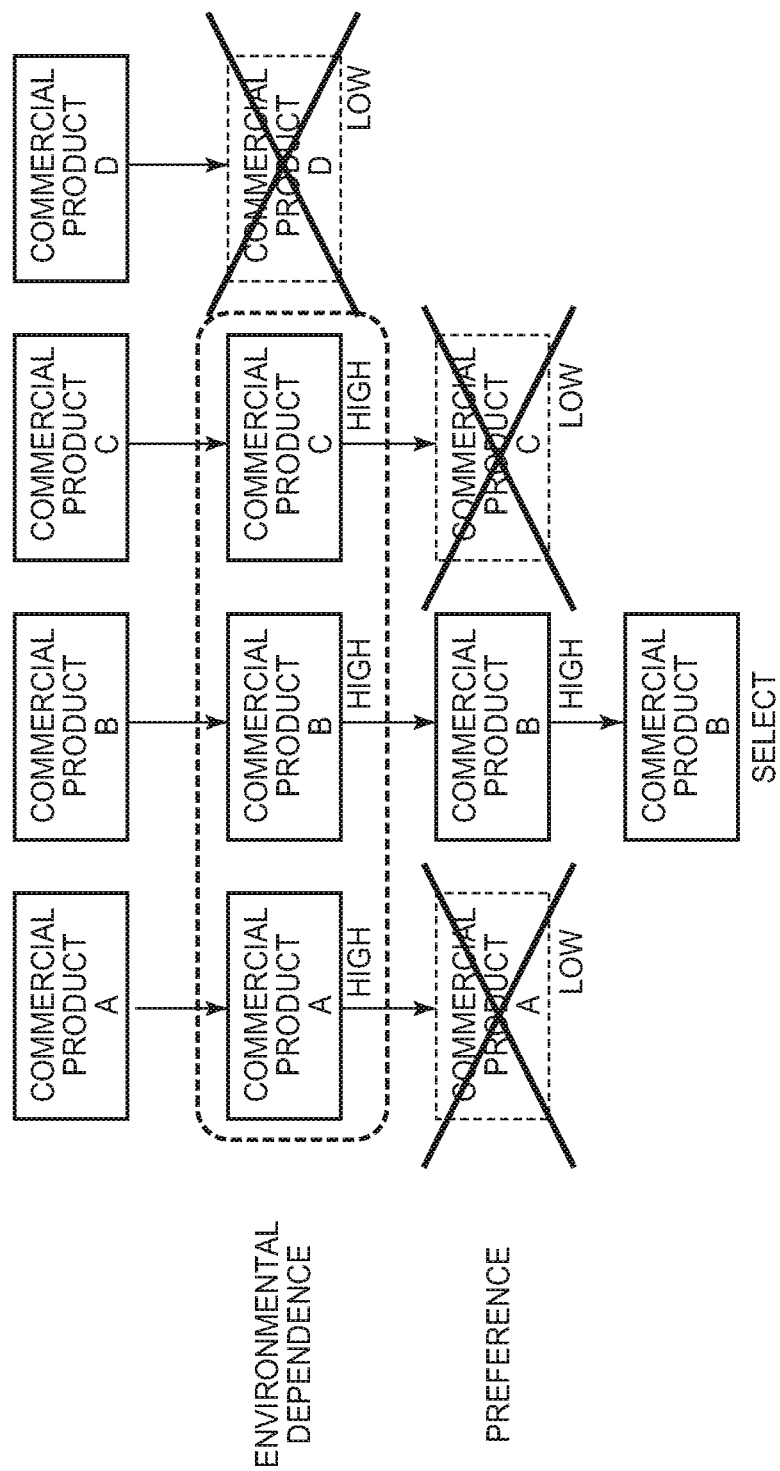 COMMERCIAL
PRODUCT
A
COMMERCIAL
PRODUCT
B
COMMERCIAL
PRODUCT
C
COMMERCIAL
PRODUCT
D
ENVIRONMENTAL
DEPENDENCE
COMMERCIAL
PRODUCT
A
HIGH
COMMERCIAL
PRODUCT
B
HIGH
COMMERCIAL
PRODUCT
C
HIGH
COMMERCIAL
PRODUCT
D
LOW
PREFERENCE
COMMERCIAL
PRODUCT
A
LOW
COMMERCIAL
PRODUCT
B
HIGH
COMMERCIAL
PRODUCT
C
LOW
COMMERCIAL
PRODUCT
B
SELECT